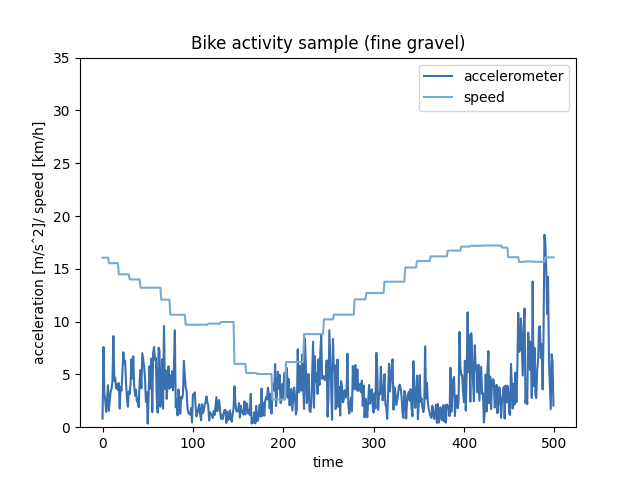 Bike activity sample (fine gravel)
accelerometer
speed
acceleration [m/sˆ2]/ speed [km/h]
35
30
25
20
15
10
5
0
0 100 200 300 400 500
time